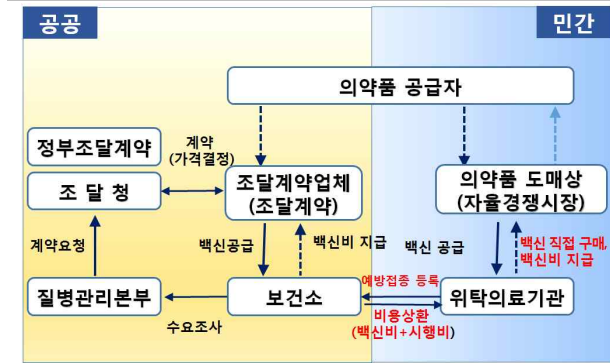 공공
민간
의약품 공급자
정부조달계약
계약
(가격결정)
조 달 청
조달계약업체
(조달계약)
의약품 도매상
(자율경쟁시장)
계약요청
백신공급
백신비 지급
백신 공급
백신 직접 구매,
백신비 지급
예방접종 등록
질병관리본부
보건소
위탁의료기관
수요조사
비용상환
(백신비+시행비)